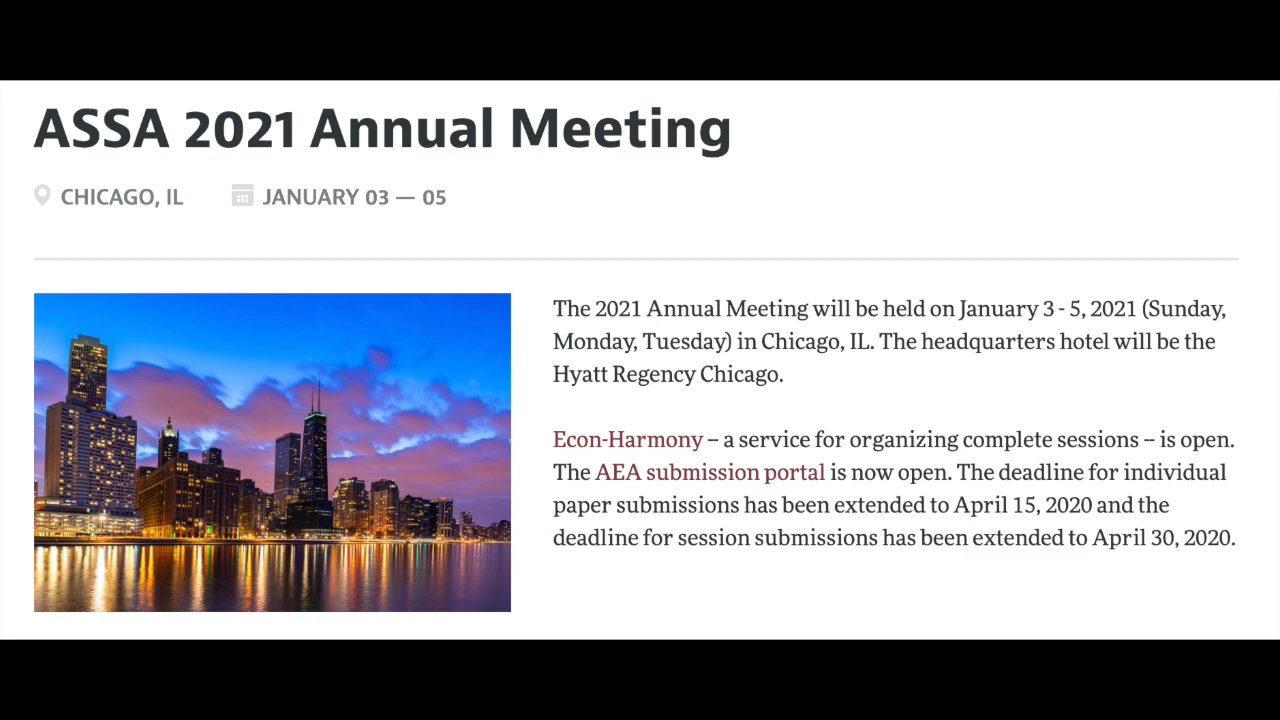 ASSA 2021 Annual Meeting
CHICAGO, IL
JANUARY 03 — 05
The 2021 Annual Meeting will be held on January 3 - 5, 2021 (Sunday,
Monday, Tuesday) in Chicago, IL. The headquarters hotel will be the
Hyatt Regency Chicago.
Econ-Harmony – a service for organizing complete sessions – is open.
The AEA submission portal is now open. The deadline for individual
paper submissions has been extended to April 15, 2020 and the
deadline for session submissions has been extended to April 30, 2020.